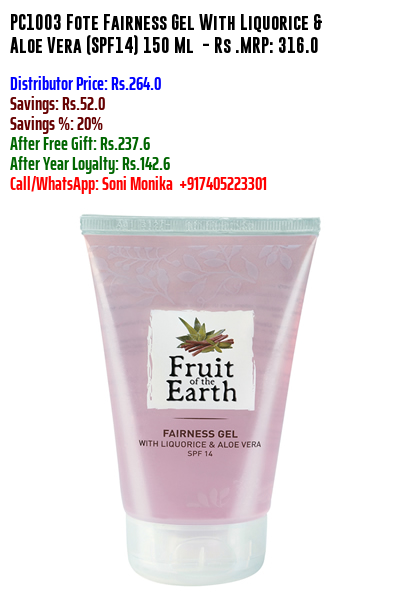 PC1003 Fote Fairness Gel With Liquorice &
Aloe Vera (SPF14) 150 Ml - Rs .MRP: 316.0
Distributor Price: Rs.264.0
Savings: Rs.52.0
Savings %: 20%
After Free Gift: Rs.237.6
After Year Loyalty: Rs.142.6
Call/WhatsApp: Soni Monika +917405223301
Fruit
of the
Earth
FAIRNESS GEL
WITH LIQUORICE & ALOE VERA
SPF 14